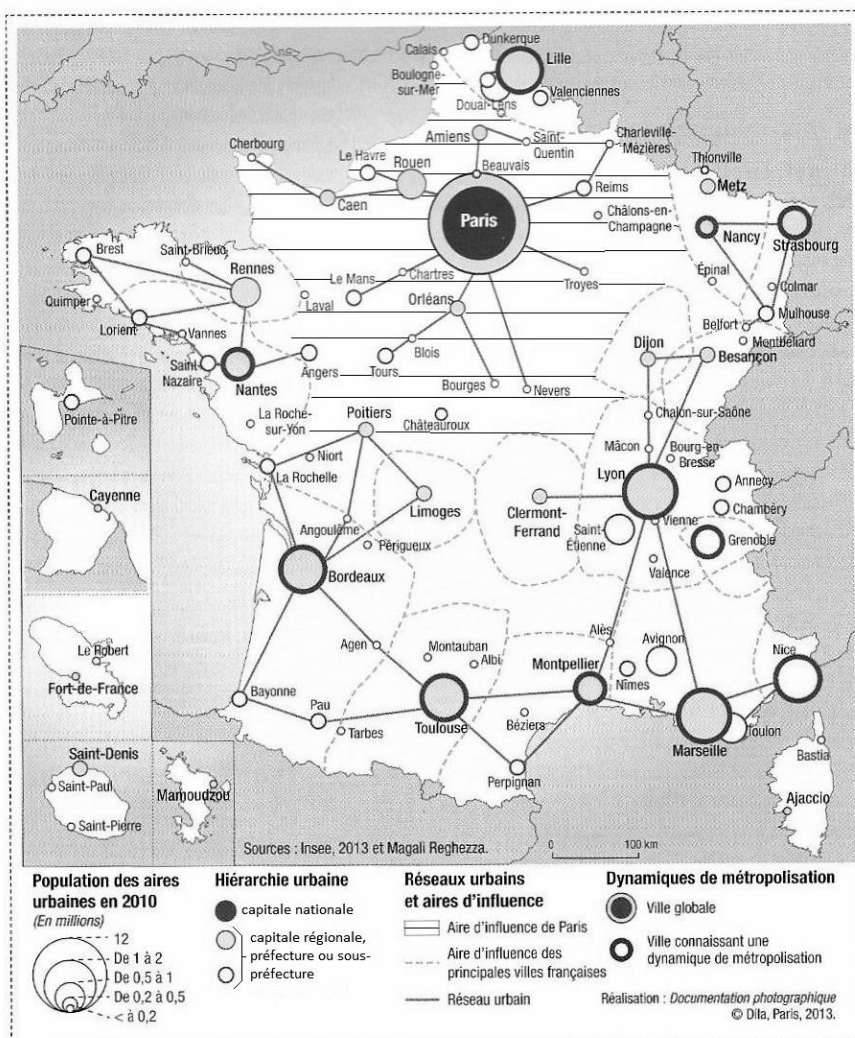 Dunkerque
Calais
Lille
Boulogne-
sur-Mer
Valenciennes
Douai-Lens
Cherbourg
Amiens
Saint-
Quentin
Charleville-
Mézières
Le Havre
Rouen
Beauvais
Thionville
Metz
Caen
Reims
Paris
Châlons-en-
Champagne
Nancy
Strasbourg
Brest
Saint-Brieuc
Rennes
Le Mans
Chartres
Troyes
Épinal
Colmar
Quimper
Laval
Orléans
Lorient
Vannes
Mulhouse
Belfort
Montbéliard
Saint
Nazaire
Nantes
Angers
Tours
Blois
Dijon
Besançon
Bourges
Nevers
Pointe-à-Pitre
La Roche-
sur-Yon
Poitiers
Châteauroux
Chalon-sur-Saône
Mâcon
Bourg-en-
Bresse
Niort
La Rochelle
Lyon
Annecy
Cayenne
Limoges
Clermont-
Ferrand
Chambéry
Angoulême
Saint-
Étienne
Vienne
Grenoble
Périgueux
Bordeaux
Valence
Le Robert
Fort-de-France
Agen
Montauban
Albi
Alès
Avignon
Nice
Montpellier
Nîmes
Bayonne
Pau
Tarbes
Toulouse
Béziers
Marseille
Toulon
Saint-Denis
Saint-Paul
Saint-Pierre
Mamoudzou
Perpignan
Bastia
Ajaccio
Sources : Insee, 2013 et Magali Reghezza.
0 100 km
Population des aires
urbaines en 2010
(En millions)
12
De 1 à 2
De 0,5 à 1
De 0,2 à 0,5
< à 0,2
Hiérarchie urbaine
capitale nationale
capitale régionale,
préfecture ou sous-
préfecture
Réseaux urbains
et aires d'influence
Aire d'influence de Paris
Aire d'influence des
principales villes françaises
Réseau urbain
Dynamiques de métropolisation
Ville globale
Ville connaissant une
dynamique de métropolisation
Réalisation : Documentation photographique
© Dila, Paris, 2013.